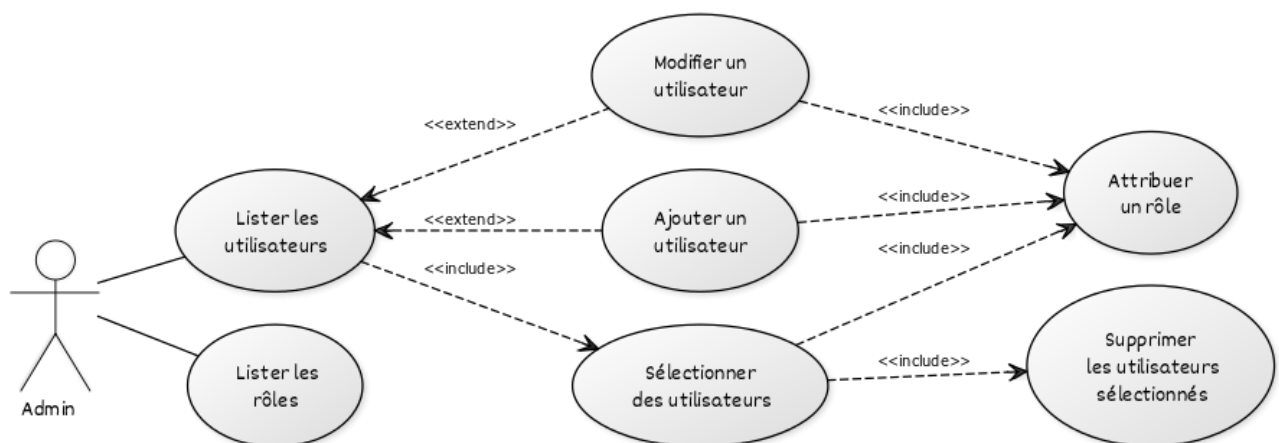 Modifier un
utilisateur
<<extend>>
<<include>>
Attribuer
un rôle
Lister les
utilisateurs
<<extend>>
Ajouter un
utilisateur
<<include>>
<<include>>
<<include>>
Admin
Lister les
rôles
Sélectionner
des utilisateurs
<<include>>
Supprimer
les utilisateurs
sélectionnés